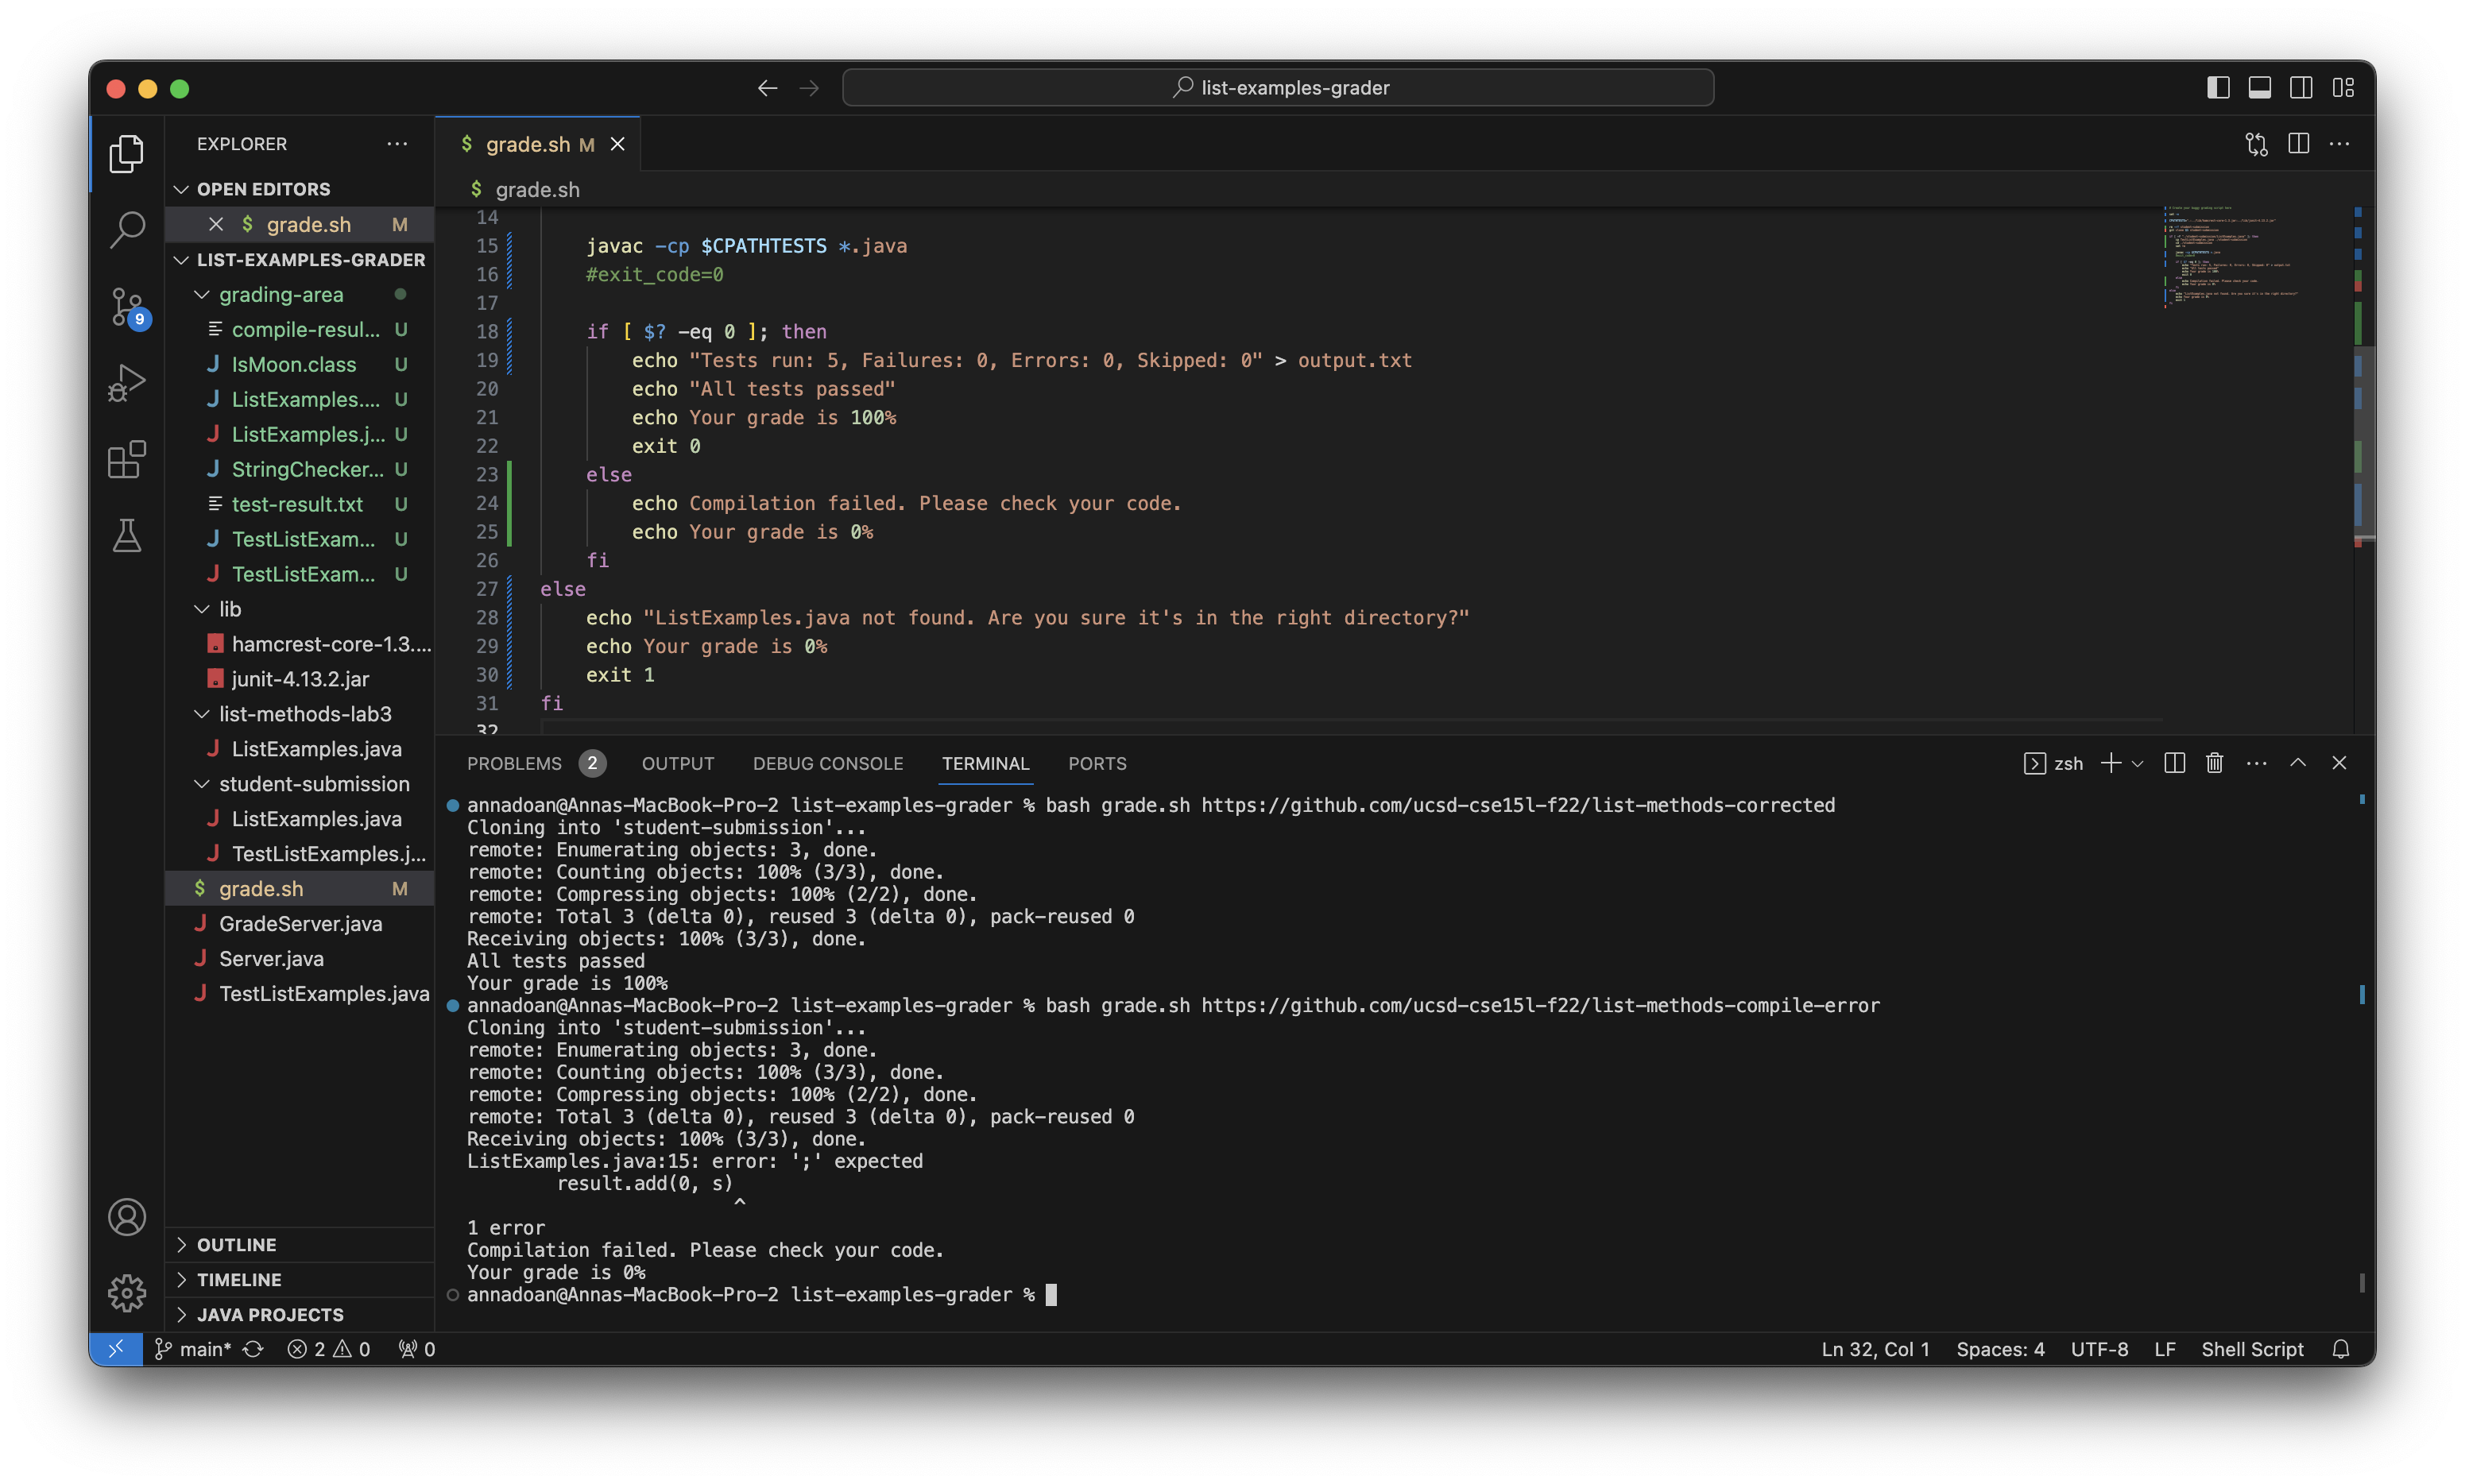 list-examples-grader
EXPLORER
OPEN EDITORS
$ grade.sh M
LIST-EXAMPLES-GRADER
grading-area
compile-resul... U
J IsMoon.class U
J ListExamples.... U
J ListExamples.j... U
J StringChecker... U
test-result.txt U
J TestListExam... U
J TestListExam... U
lib
hamcrest-core-1.3....
junit-4.13.2.jar
list-methods-lab3
J ListExamples.java
student-submission
J ListExamples.java
J TestListExamples.j...
$ grade.sh M
J GradeServer.java
J Server.java
J TestListExamples.java
OUTLINE
TIMELINE
JAVA PROJECTS
9
$ grade.sh M
$ grade.sh
14
15 javac -cp $CPATHTESTS *.java
16 #exit_code=0
17
18 if [ $? -eq 0 ]; then
19 echo "Tests run: 5, Failures: 0, Errors: 0, Skipped: 0" > output.txt
20 echo "All tests passed"
21 echo Your grade is 100%
22 exit 0
23 else
24 echo Compilation failed. Please check your code.
25 echo Your grade is 0%
26 fi
27 else
28 echo "ListExamples.java not found. Are you sure it's in the right directory?"
29 echo Your grade is 0%
30 exit 1
31 fi
32
PROBLEMS 2 OUTPUT DEBUG CONSOLE TERMINAL PORTS zsh
annadoan@Annas-MacBook-Pro-2 list-examples-grader % bash grade.sh https://github.com/ucsd-cse15l-f22/list-methods-corrected
Cloning into 'student-submission'...
remote: Enumerating objects: 3, done.
remote: Counting objects: 100% (3/3), done.
remote: Compressing objects: 100% (2/2), done.
remote: Total 3 (delta 0), reused 3 (delta 0), pack-reused 0
Receiving objects: 100% (3/3), done.
All tests passed
Your grade is 100%
annadoan@Annas-MacBook-Pro-2 list-examples-grader % bash grade.sh https://github.com/ucsd-cse15l-f22/list-methods-compile-error
Cloning into 'student-submission'...
remote: Enumerating objects: 3, done.
remote: Counting objects: 100% (3/3), done.
remote: Compressing objects: 100% (2/2), done.
remote: Total 3 (delta 0), reused 3 (delta 0), pack-reused 0
Receiving objects: 100% (3/3), done.
ListExamples.java:15: error: ';' expected
result.add(0, s)
^
1 error
Compilation failed. Please check your code.
Your grade is 0%
annadoan@Annas-MacBook-Pro-2 list-examples-grader %
main* 2 0 0 Ln 32, Col 1 Spaces: 4 UTF-8 LF Shell Script